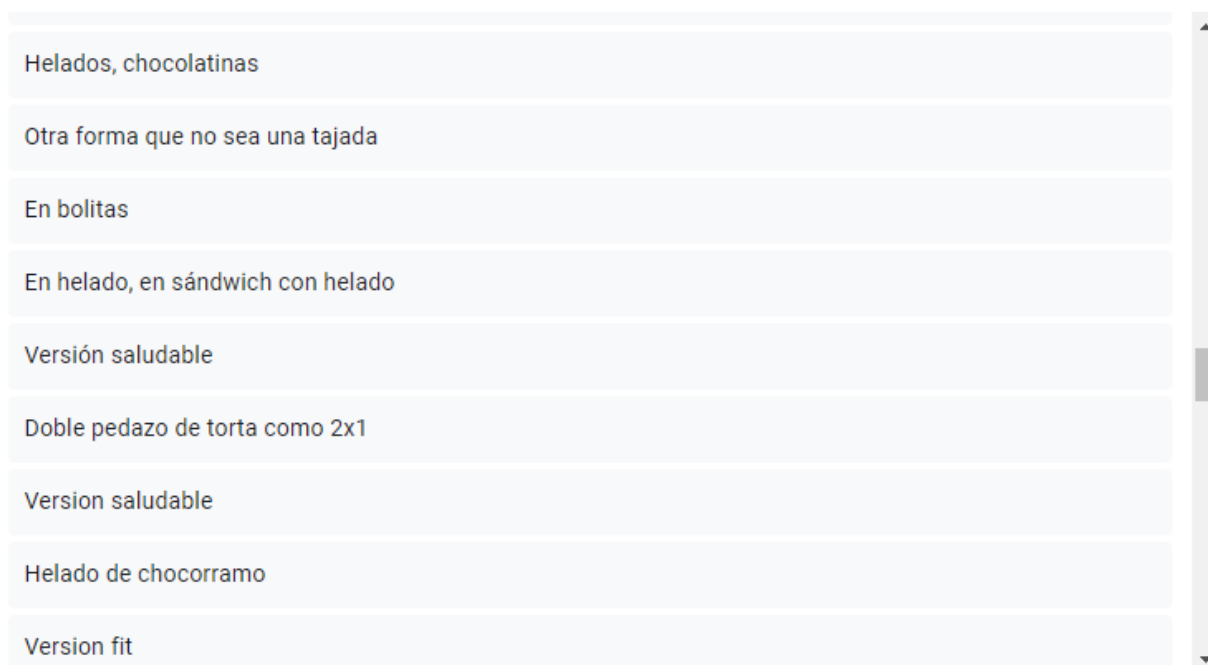 Helados, chocolatinas
Otra forma que no sea una tajada
En bolitas
En helado, en sándwich con helado
Versión saludable
Doble pedazo de torta como 2x1
Version saludable
Helado de chocorramo
Version fit